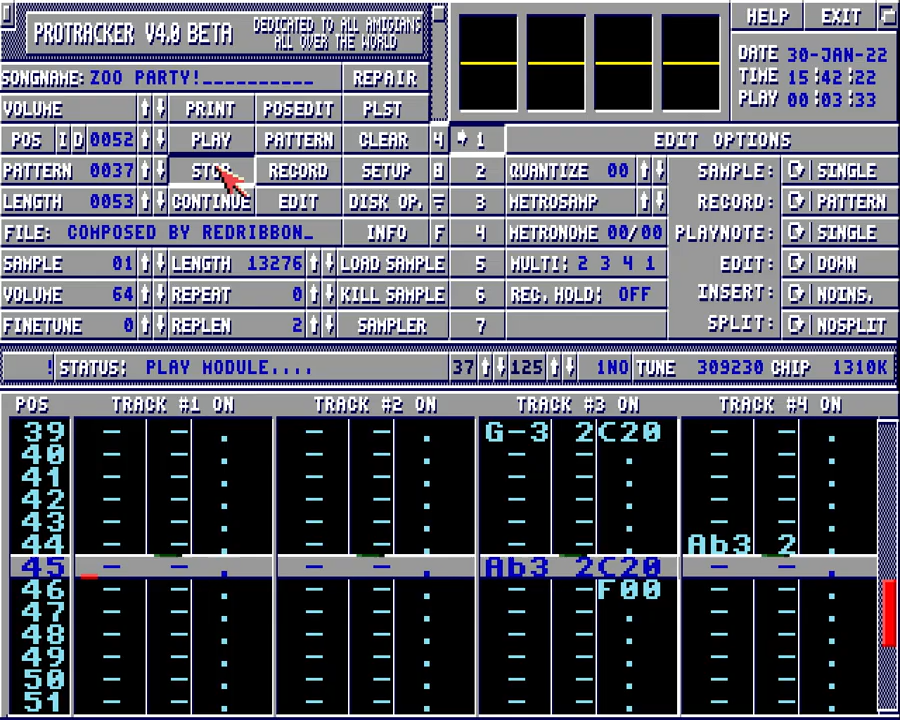 PROTRACKER V4.0 BETA
DEDICATED TO ALL AMIGIANS
ALL OVER THE WORLD
HELP EXIT
DATE 30-JAN-22
TIME 15:42:22
PLAY 00:03:33
SONGNAME: ZOO PARTY!__________ REPAIR
VOLUME PRINT POSEDIT PLST
POS I D 0052 PLAY PATTERN CLEAR 4 1 EDIT OPTIONS
PATTERN 0037 STOP RECORD SETUP 8 2 QUANTIZE 00 SAMPLE: SINGLE
LENGTH 0053 CONTINUE EDIT DISK OP. 3 METROSAMP RECORD: PATTERN
FILE: COMPOSED BY REDRIBBON_ INFO F 4 METRONOME 00/00 PLAYNOTE: SINGLE
SAMPLE 01 LENGTH 13276 LOAD SAMPLE 5 MULTI: 2 3 4 1 EDIT: DOWN
VOLUME 64 REPEAT 0 KILL SAMPLE 6 REC. HOLD: OFF INSERT: NOINS.
FINETUNE 0 REPLEN 2 SAMPLER 7 SPLIT: NOSPLIT
! STATUS: PLAY MODULE.... 37 125 1NO TUNE 309230 CHIP 1310K
POS TRACK #1 ON TRACK #2 ON TRACK #3 ON TRACK #4 ON
39 — — . — — . G-3 2C20 — — .
40 — — . — — . — — . — — .
41 — — . — — . — — . — — .
42 — — . — — . — — . — — .
43 — — . — — . — — . — — .
44 — — . — — . — — . Ab3 2 .
45 — — . — — . Ab3 2C20 — — .
46 — — . — — . — — F00 — — .
47 — — . — — . — — . — — .
48 — — . — — . — — . — — .
49 — — . — — . — — . — — .
50 — — . — — . — — . — — .
51 — — . — — . — — . — — .